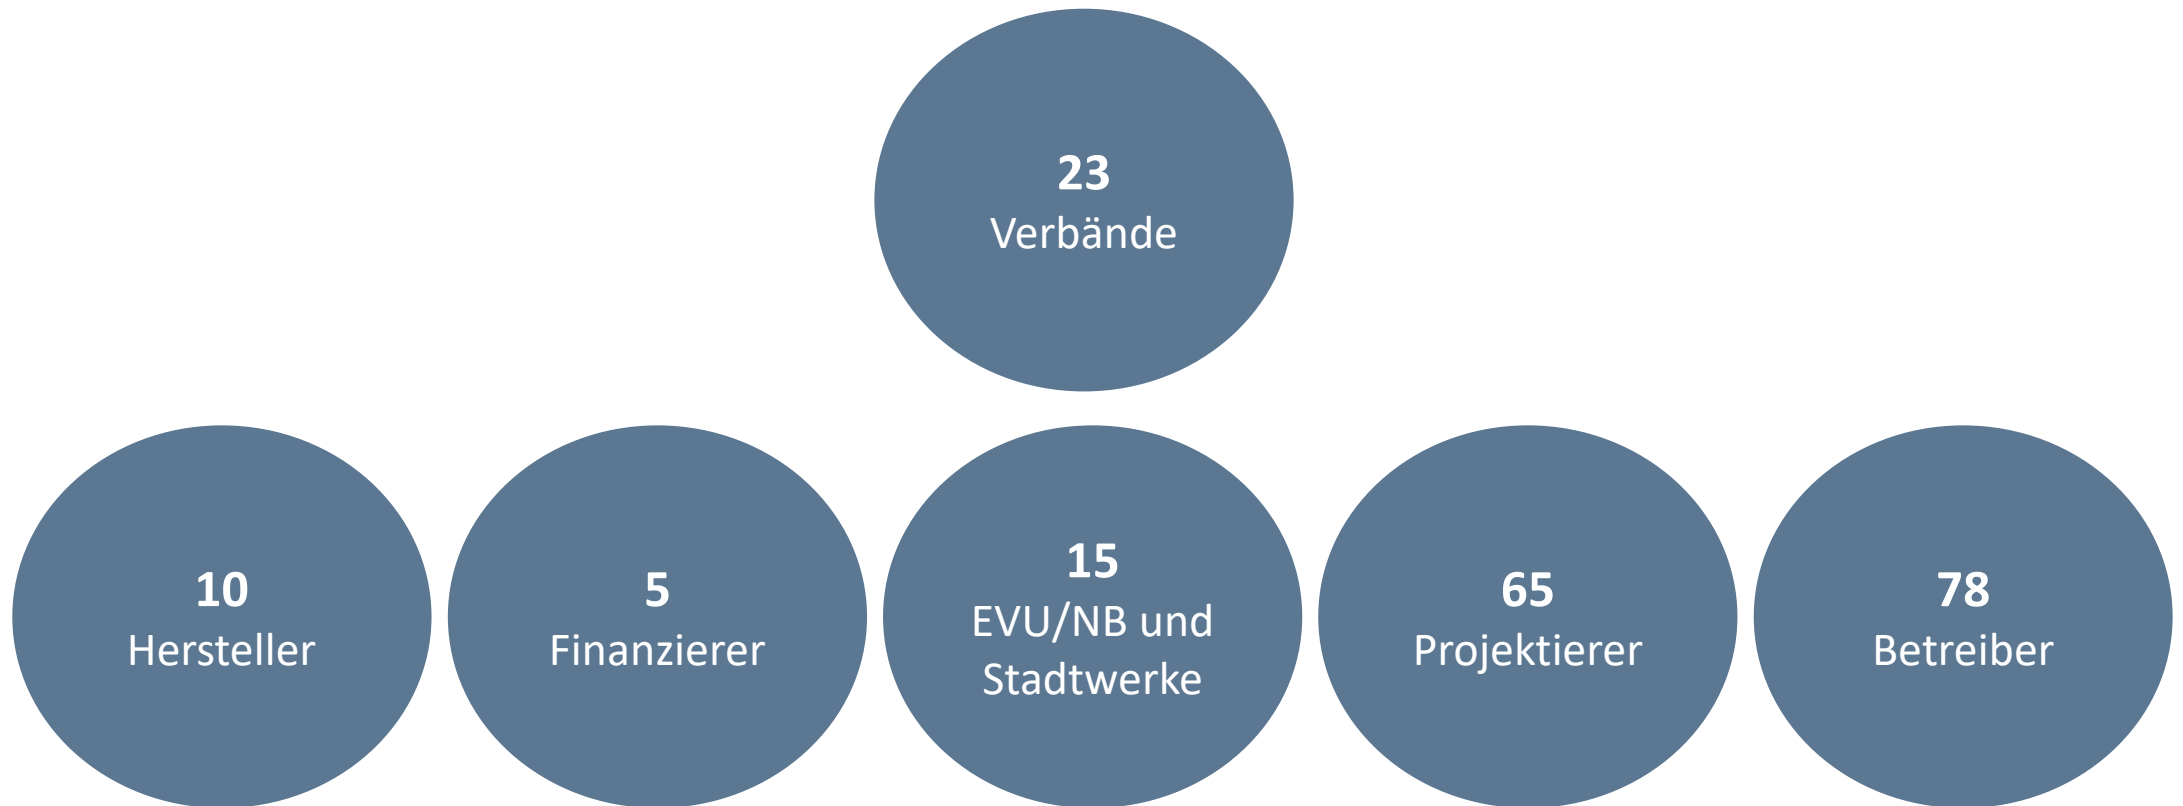 23
Verbände
10
Hersteller
5
Finanzierer
15
EVU/NB und
Stadtwerke
65
Projektierer
78
Betreiber